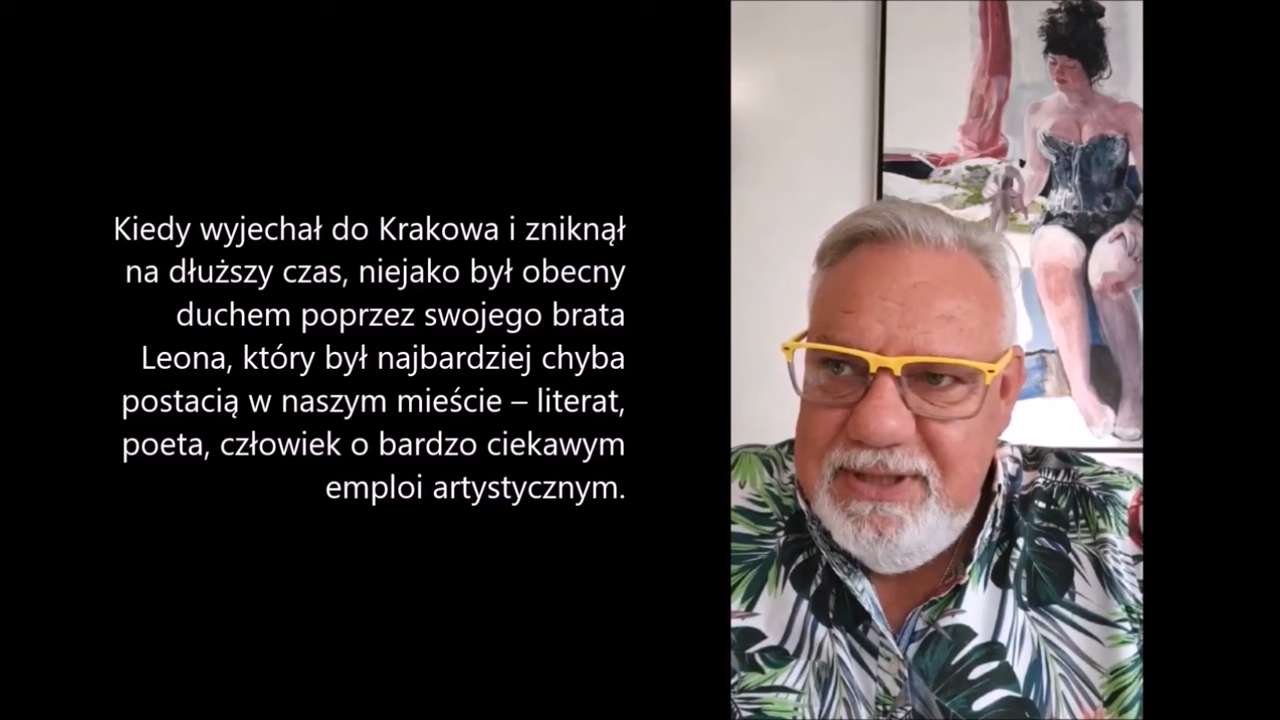 Kiedy wyjechał do Krakowa i zniknął
na dłuższy czas, niejako był obecny
duchem poprzez swojego brata
Leona, który był najbardziej chyba
postacią w naszym mieście – literat,
poeta, człowiek o bardzo ciekawym
emploi artystycznym.